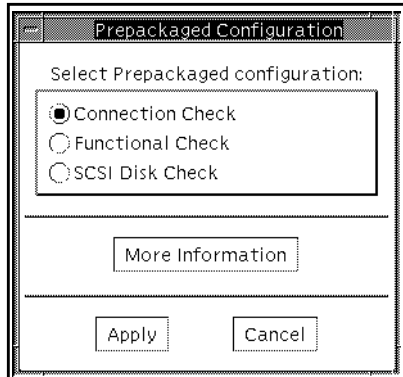 Prepackaged Configuration
Select Prepackaged configuration:
Connection Check
Functional Check
SCSI Disk Check
More Information
Apply Cancel